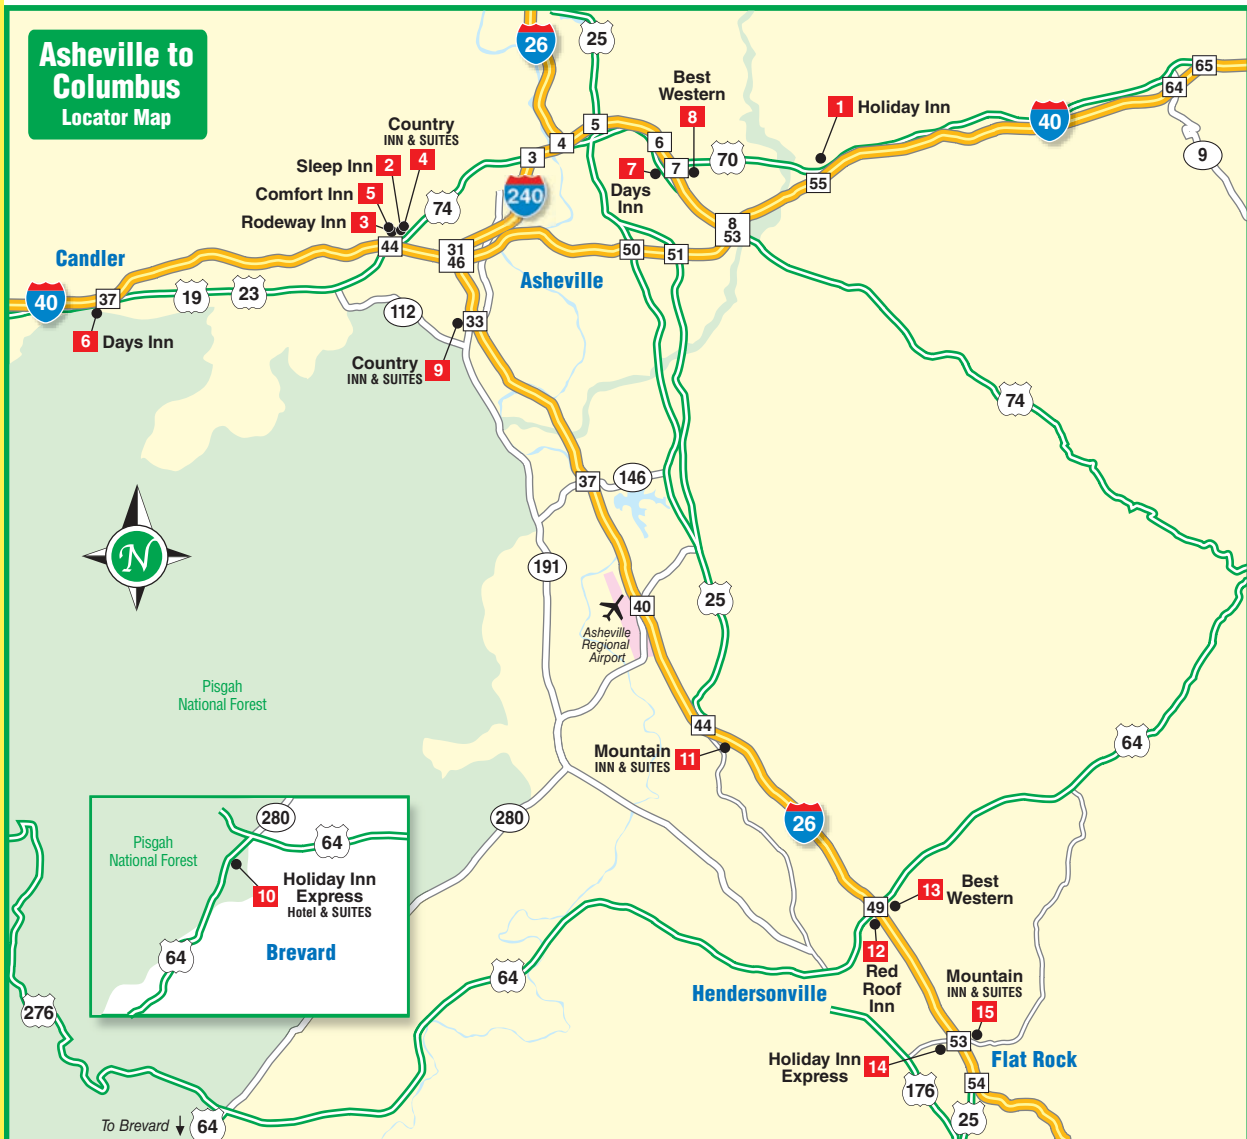 Asheville to
Columbus
Locator Map
26
25
65
64
40
9
Best
Western
8
1 Holiday Inn
5
4
3
6
7
70
55
Country
INN & SUITES
4
Sleep Inn 2
Comfort Inn 5
Rodeway Inn 3
74
240
7
Days
Inn
8
53
44
31
46
50
51
Candler
Asheville
40
37
19
23
112
33
6 Days Inn
Country
INN & SUITES
9
74
37
146
N
191
25
40
Asheville
Regional
Airport
Pisgah
National Forest
44
64
Mountain
INN & SUITES
11
26
280
280
Pisgah
National Forest
64
10
Holiday Inn
Express
Hotel & SUITES
Brevard
64
49
13
Best
Western
12
Red
Roof
Inn
64
Hendersonville
Mountain
INN & SUITES
15
276
53
Holiday Inn
Express
14
Flat Rock
54
176
25
To Brevard
64